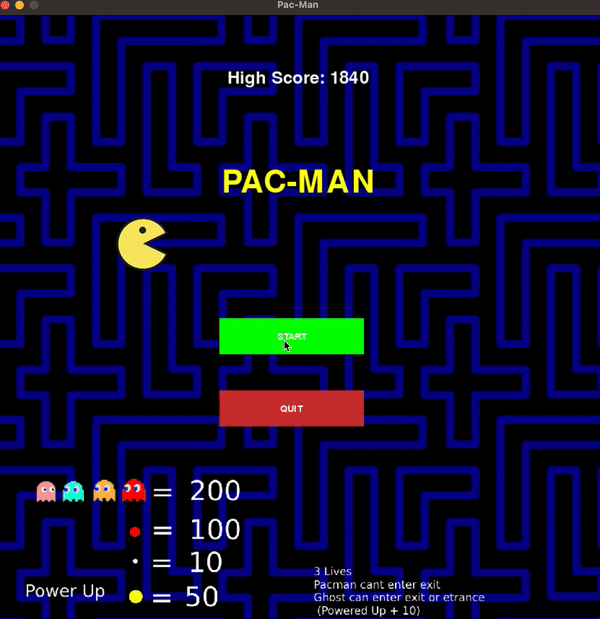 Pac-Man
High Score: 1840
PAC-MAN
START
QUIT
= 200
= 100
= 10
Power Up = 50
3 Lives
Pacman cant enter exit
Ghost can enter exit or etrance
(Powered Up + 10)